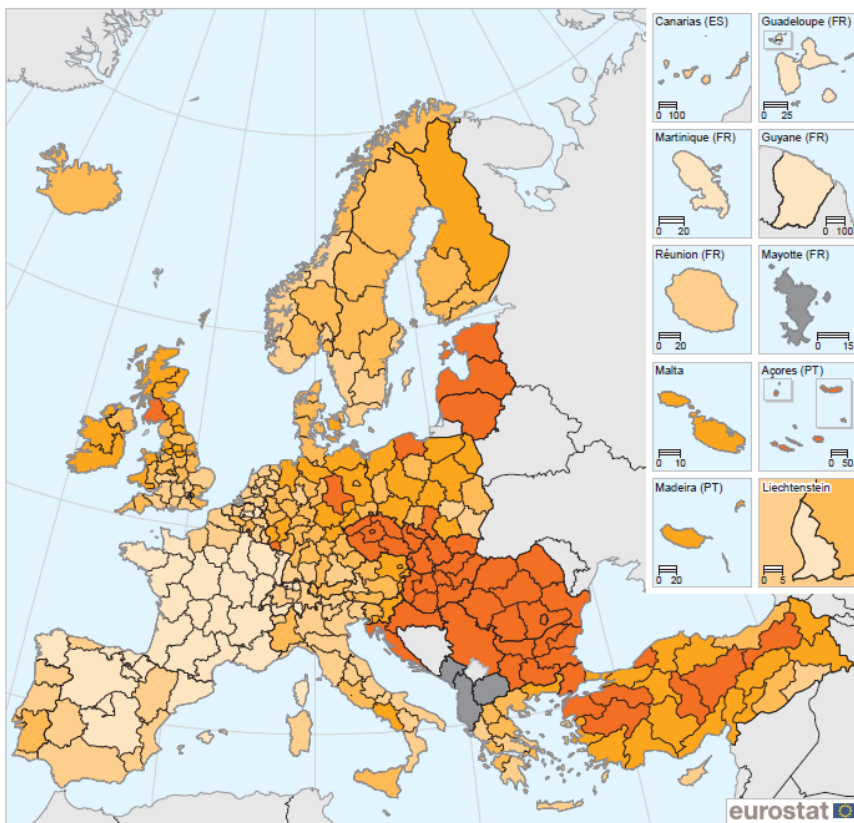 Canarias (ES)
0 100
Guadeloupe (FR)
0 25
Martinique (FR)
0 20
Guyane (FR)
0 100
Réunion (FR)
0 20
Mayotte (FR)
0 15
Malta
0 10
Açores (PT)
0 50
Madeira (PT)
0 20
Liechtenstein
0 5
eurostat